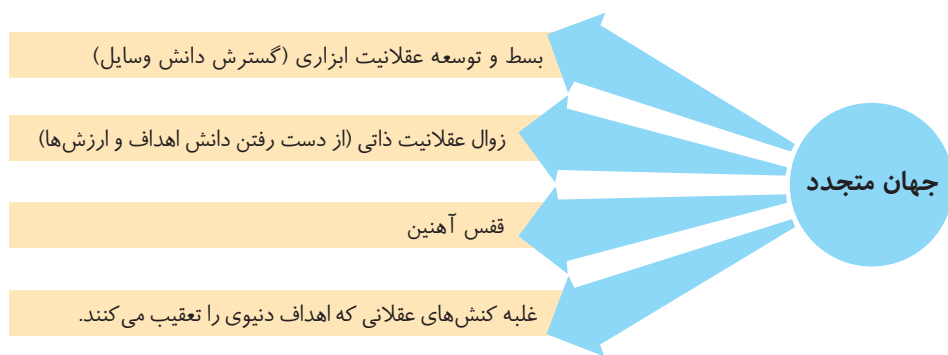 جهان متجدد
بسط و توسعه عقلانیت ابزاری (گسترش دانش وسایل)
زوال عقلانیت ذاتی (از دست رفتن دانش اهداف و ارزش‌ها)
قفس آهنین
غلبه کنش‌های عقلانی که اهداف دنیوی را تعقیب می‌کنند.